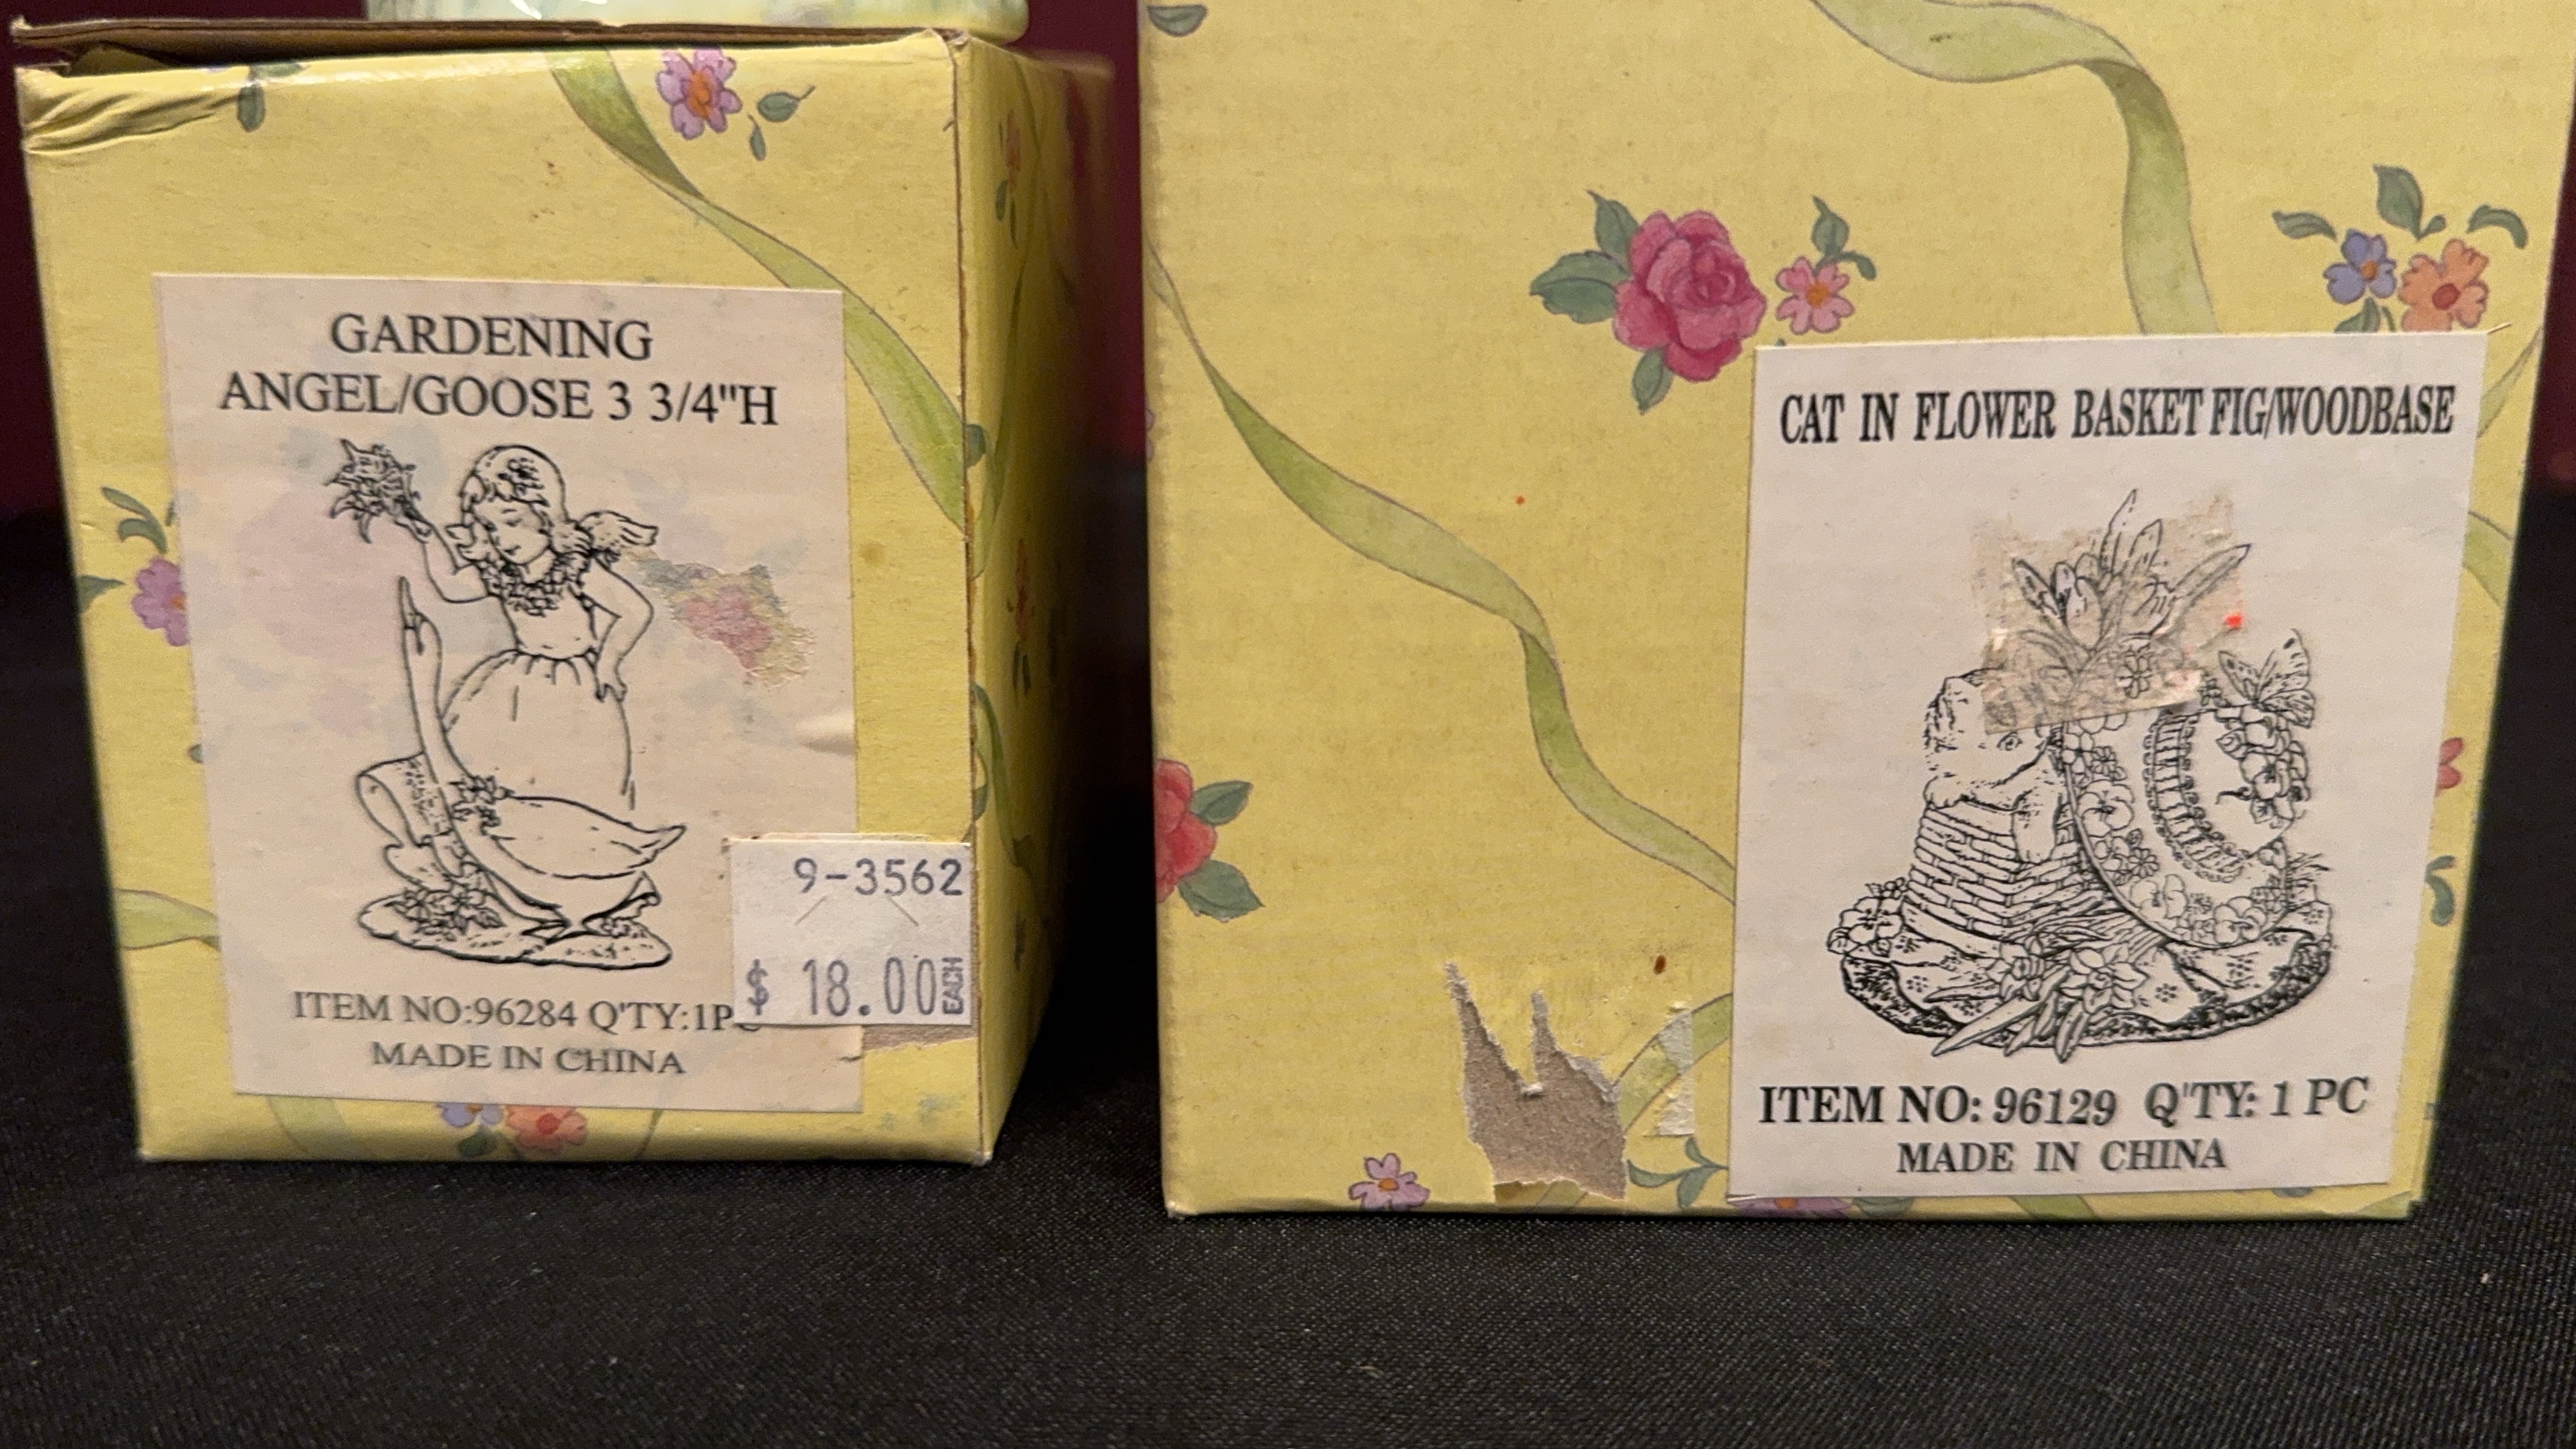 GARDENING
ANGEL/GOOSE 3 3/4"H
9-3562
$ 18.00 EACH
ITEM NO:96284 Q'TY:1PC
MADE IN CHINA
CAT IN FLOWER BASKET FIG/WOODBASE
ITEM NO: 96129 Q'TY: 1 PC
MADE IN CHINA